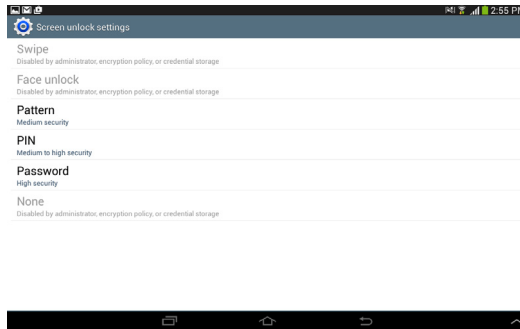 2:55 PM
Screen unlock settings
Swipe
Disabled by administrator, encryption policy, or credential storage
Face unlock
Disabled by administrator, encryption policy, or credential storage
Pattern
Medium security
PIN
Medium to high security
Password
High security
None
Disabled by administrator, encryption policy, or credential storage